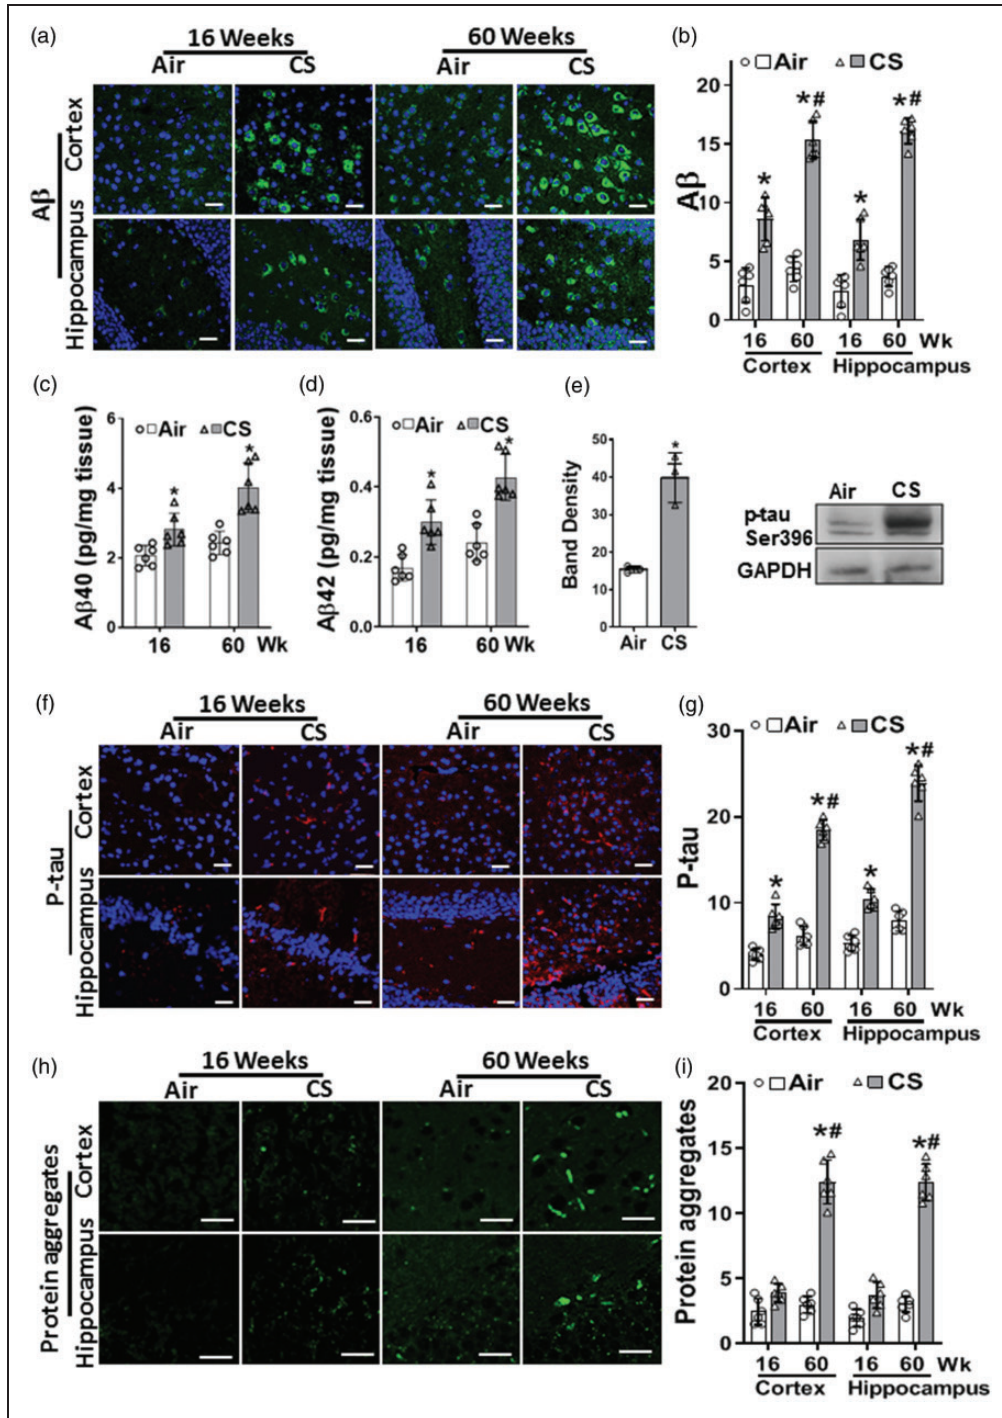 (a)
16 Weeks
60 Weeks
Air
CS
Air
CS
Aβ
Cortex
Hippocampus
(b)
Air
CS
Aβ
20
15
10
5
0
*
*#
*
*#
16
60
16
60
Wk
Cortex
Hippocampus
(c)
Air
CS
Aβ40 (pg/mg tissue)
6
4
2
0
*
*
16
60
Wk
(d)
Air
CS
Aβ42 (pg/mg tissue)
0.6
0.4
0.2
0.0
*
*
16
60
Wk
(e)
Band Density
50
40
30
20
10
0
*
Air
CS
Air
CS
p-tau
Ser396
GAPDH
(f)
16 Weeks
60 Weeks
Air
CS
Air
CS
P-tau
Cortex
Hippocampus
(g)
Air
CS
P-tau
30
20
10
0
*
*#
*
*#
16
60
16
60
Wk
Cortex
Hippocampus
(h)
16 Weeks
60 Weeks
Air
CS
Air
CS
Protein aggregates
Cortex
Hippocampus
(i)
Air
CS
Protein aggregates
20
15
10
5
0
*#
*#
16
60
16
60
Wk
Cortex
Hippocampus